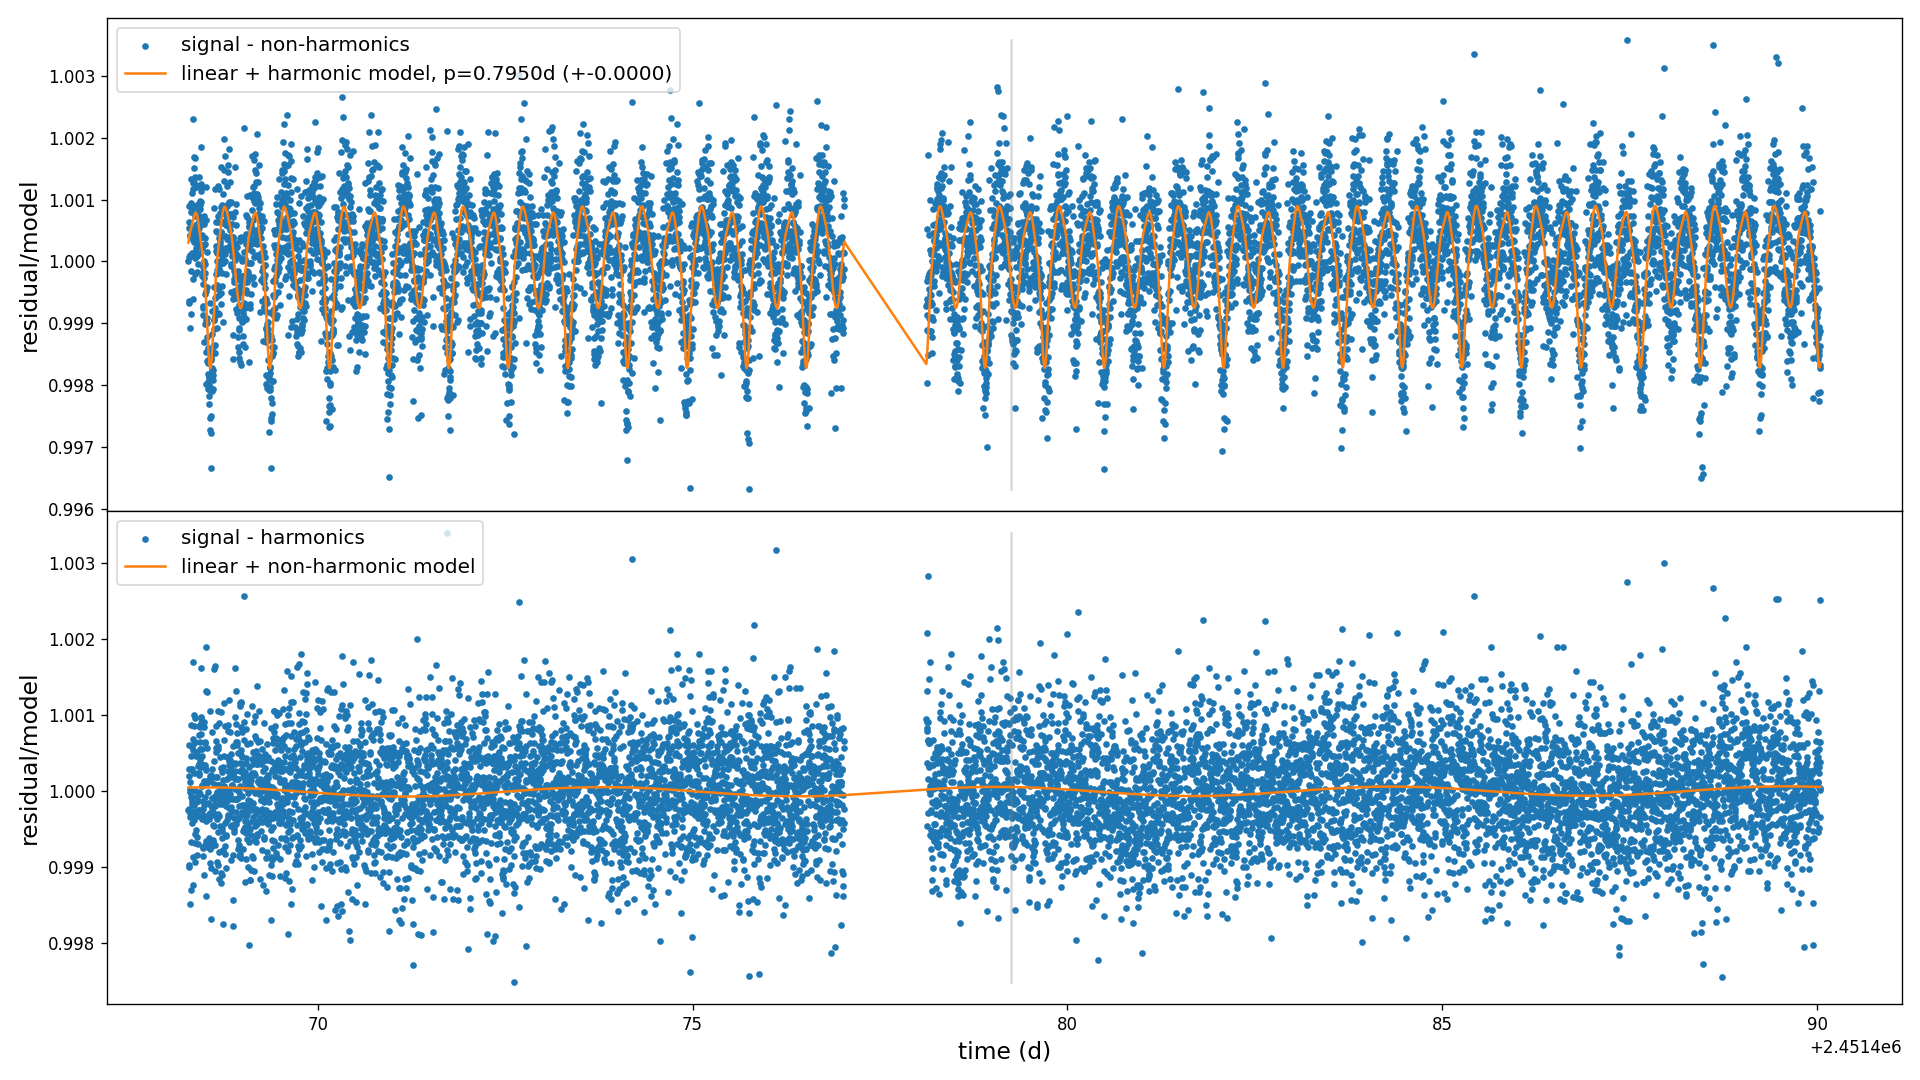 signal - non-harmonics
linear + harmonic model, p=0.7950d (+-0.0000)
1.003
1.002
1.001
1.000
0.999
0.998
0.997
0.996
residual/model
signal - harmonics
linear + non-harmonic model
1.003
1.002
1.001
1.000
0.999
0.998
residual/model
70
75
80
85
90
time (d)
+2.4514e6